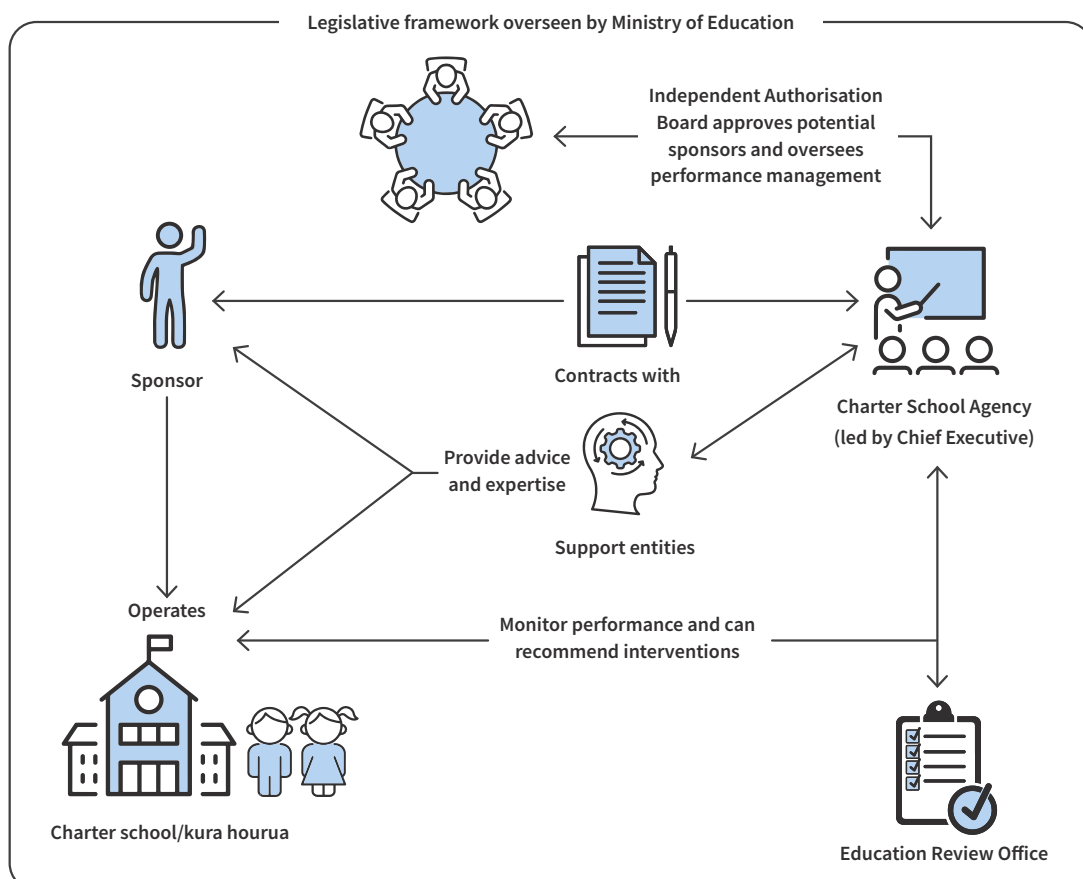 Legislative framework overseen by Ministry of Education
Independent Authorisation
Board approves potential
sponsors and oversees
performance management
Sponsor
Contracts with
Charter School Agency
(led by Chief Executive)
Provide advice
and expertise
Support entities
Operates
Monitor performance and can
recommend interventions
Charter school/kura hourua
Education Review Office